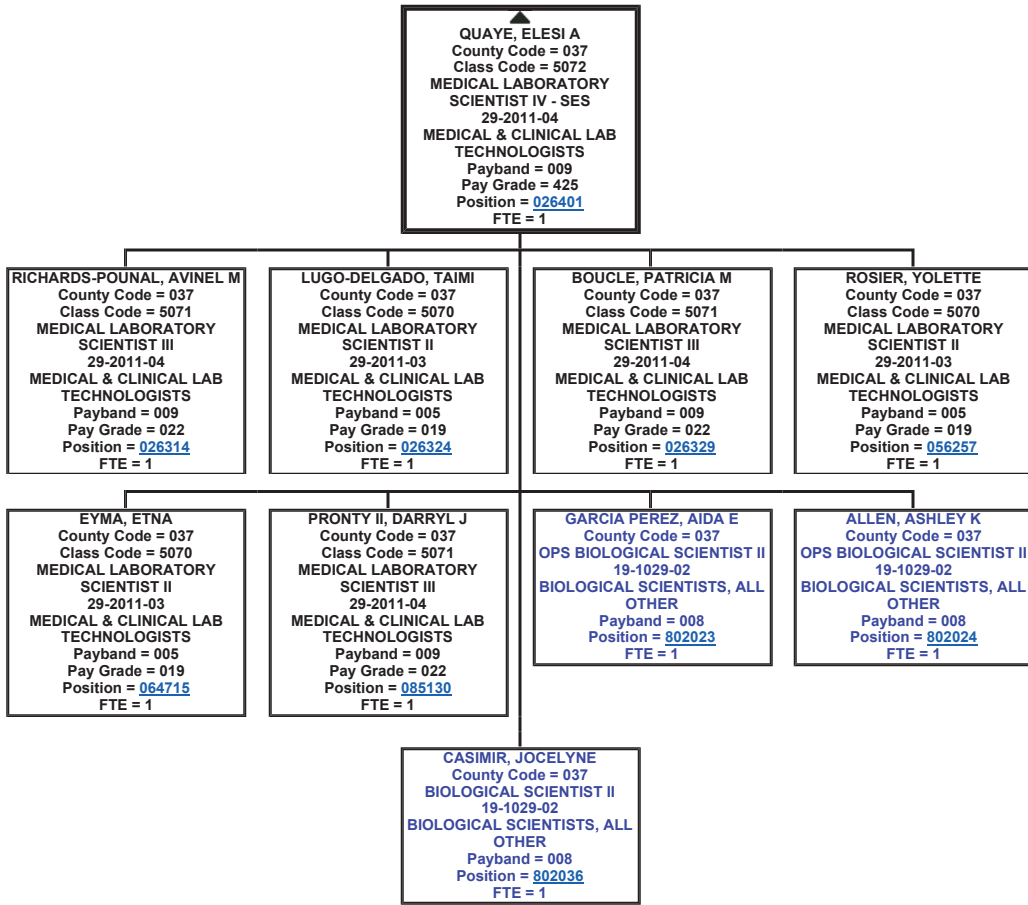 QUAYE, ELESI A
County Code = 037
Class Code = 5072
MEDICAL LABORATORY
SCIENTIST IV - SES
29-2011-04
MEDICAL & CLINICAL LAB
TECHNOLOGISTS
Payband = 009
Pay Grade = 425
Position = 026401
FTE = 1
RICHARDS-POUNAL, AVINEL M
County Code = 037
Class Code = 5071
MEDICAL LABORATORY
SCIENTIST III
29-2011-04
MEDICAL & CLINICAL LAB
TECHNOLOGISTS
Payband = 009
Pay Grade = 022
Position = 026314
FTE = 1
LUGO-DELGADO, TAIMI
County Code = 037
Class Code = 5070
MEDICAL LABORATORY
SCIENTIST II
29-2011-03
MEDICAL & CLINICAL LAB
TECHNOLOGISTS
Payband = 005
Pay Grade = 019
Position = 026324
FTE = 1
BOUCLE, PATRICIA M
County Code = 037
Class Code = 5071
MEDICAL LABORATORY
SCIENTIST III
29-2011-04
MEDICAL & CLINICAL LAB
TECHNOLOGISTS
Payband = 009
Pay Grade = 022
Position = 026329
FTE = 1
ROSIER, YOLETTE
County Code = 037
Class Code = 5070
MEDICAL LABORATORY
SCIENTIST II
29-2011-03
MEDICAL & CLINICAL LAB
TECHNOLOGISTS
Payband = 005
Pay Grade = 019
Position = 056257
FTE = 1
EYMA, ETNA
County Code = 037
Class Code = 5070
MEDICAL LABORATORY
SCIENTIST II
29-2011-03
MEDICAL & CLINICAL LAB
TECHNOLOGISTS
Payband = 005
Pay Grade = 019
Position = 064715
FTE = 1
PRONTY II, DARRYL J
County Code = 037
Class Code = 5071
MEDICAL LABORATORY
SCIENTIST III
29-2011-04
MEDICAL & CLINICAL LAB
TECHNOLOGISTS
Payband = 009
Pay Grade = 022
Position = 085130
FTE = 1
GARCIA PEREZ, AIDA E
County Code = 037
OPS BIOLOGICAL SCIENTIST II
19-1029-02
BIOLOGICAL SCIENTISTS, ALL
OTHER
Payband = 008
Position = 802023
FTE = 1
ALLEN, ASHLEY K
County Code = 037
OPS BIOLOGICAL SCIENTIST II
19-1029-02
BIOLOGICAL SCIENTISTS, ALL
OTHER
Payband = 008
Position = 802024
FTE = 1
CASIMIR, JOCELYNE
County Code = 037
BIOLOGICAL SCIENTIST II
19-1029-02
BIOLOGICAL SCIENTISTS, ALL
OTHER
Payband = 008
Position = 802036
FTE = 1